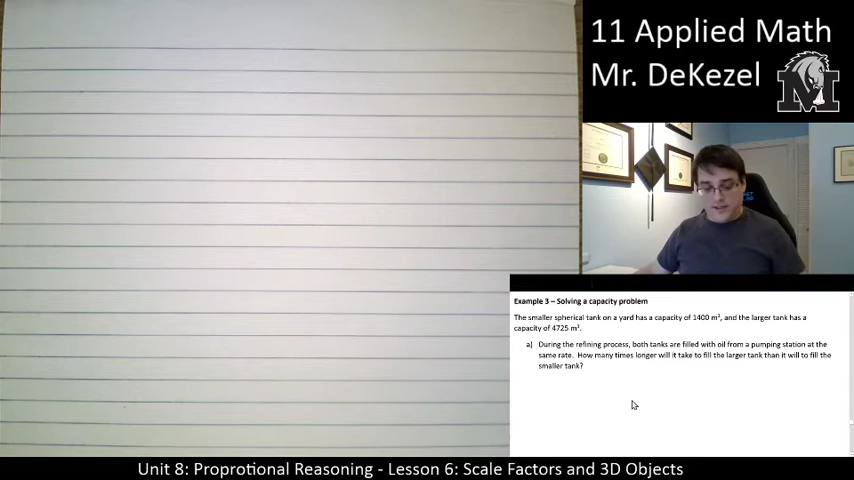 11 Applied Math
Mr. DeKezel
M
Example 3 – Solving a capacity problem
The smaller spherical tank on a yard has a capacity of 1400 m³, and the larger tank has a
capacity of 4725 m³.
a) During the refining process, both tanks are filled with oil from a pumping station at the
same rate. How many times longer will it take to fill the larger tank than it will to fill the
smaller tank?
Unit 8: Proprotional Reasoning - Lesson 6: Scale Factors and 3D Objects